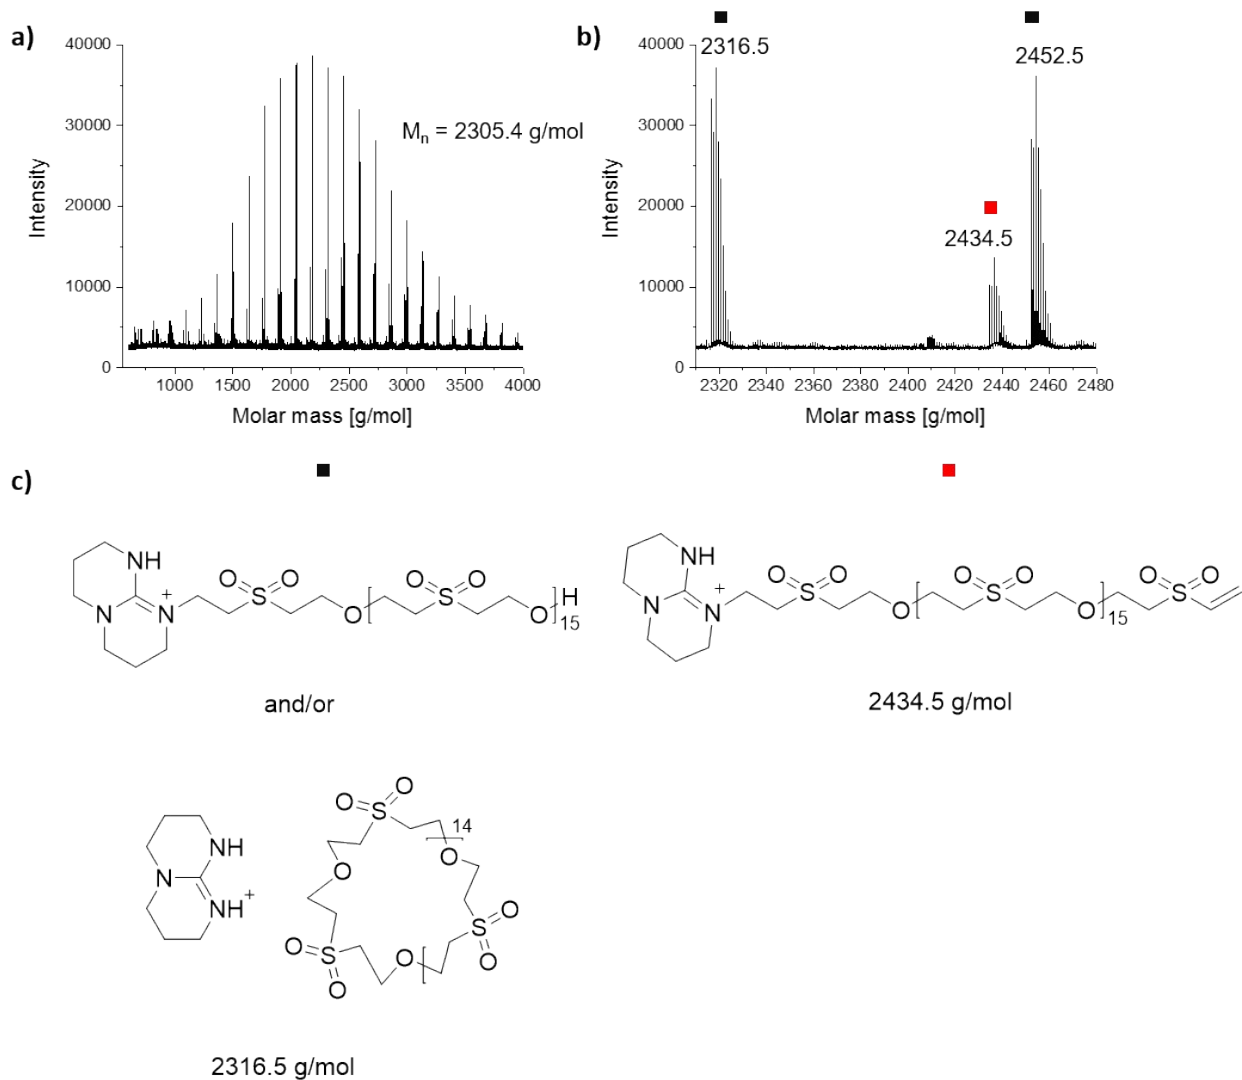 a)
40000
30000
20000
10000
0
Intensity
1000 1500 2000 2500 3000 3500 4000
Molar mass [g/mol]
Mn = 2305.4 g/mol
b)
40000
30000
20000
10000
0
Intensity
2316.5
2452.5
2434.5
2320 2340 2360 2380 2400 2420 2440 2460 2480
Molar mass [g/mol]
c)
NH
N
N
+
O
O
S
O
O
O
S
O
H
15
and/or
NH
N
N
+
O
O
S
O
O
O
S
O
15
O
O
S
2434.5 g/mol
NH
N
NH
+
O
O
S
14
O
O
O
S
O
O
O
S
O
2316.5 g/mol